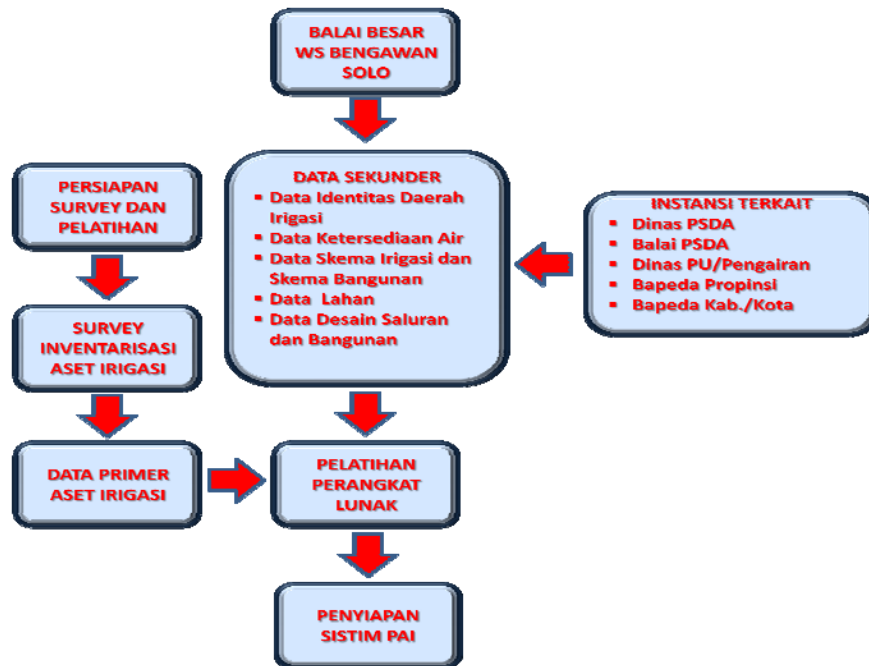 BALAI BESAR
WS BENGAWAN
SOLO
PERSIAPAN
SURVEY DAN
PELATIHAN
DATA SEKUNDER
▪ Data Identitas Daerah
Irigasi
▪ Data Ketersediaan Air
▪ Data Skema Irigasi dan
Skema Bangunan
▪ Data Lahan
▪ Data Desain Saluran
dan Bangunan
INSTANSI TERKAIT
▪ Dinas PSDA
▪ Balai PSDA
▪ Dinas PU/Pengairan
▪ Bapeda Propinsi
▪ Bapeda Kab./Kota
SURVEY
INVENTARISASI
ASET IRIGASI
DATA PRIMER
ASET IRIGASI
PELATIHAN
PERANGKAT
LUNAK
PENYIAPAN
SISTIM PAI